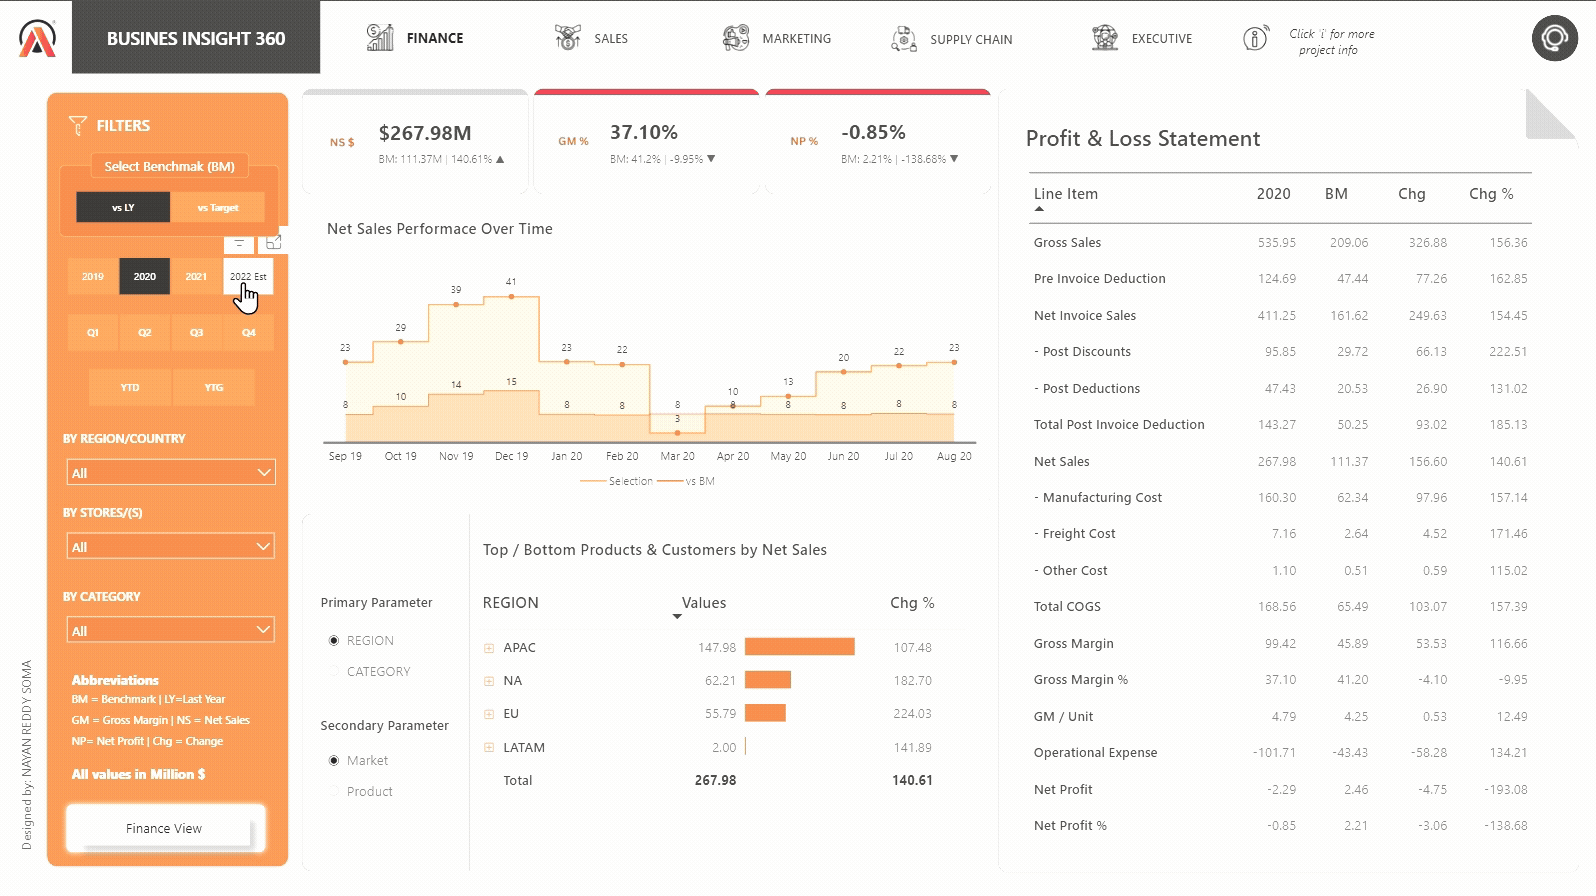 BUSINES INSIGHT 360
FINANCE
SALES
MARKETING
SUPPLY CHAIN
EXECUTIVE
Click 'i' for more
project info
FILTERS
Select Benchmak (BM)
vs LY
vs Target
2019
2020
2021
2022 Est
Q1
Q2
Q3
Q4
YTD
YTG
BY REGION/COUNTRY
All
BY STORES/(S)
All
BY CATEGORY
All
Abbreviations
BM = Benchmark | LY=Last Year
GM = Gross Margin | NS = Net Sales
NP= Net Profit | Chg = Change
All values in Million $
Finance View
Designed by: NAYAN REDDY SOMA
NS $
$267.98M
BM: 111.37M | 140.61% ▲
GM %
37.10%
BM: 41.2% | -9.95% ▼
NP %
-0.85%
BM: 2.21% | -138.68% ▼
Net Sales Performace Over Time
23 29 39 41 23 22 3 10 13 20 22 23
8 10 14 15 8 8 8 8 8 8 8 8
Sep 19 Oct 19 Nov 19 Dec 19 Jan 20 Feb 20 Mar 20 Apr 20 May 20 Jun 20 Jul 20 Aug 20
Selection vs BM
Primary Parameter
REGION
CATEGORY
Secondary Parameter
Market
Product
Top / Bottom Products & Customers by Net Sales
REGION Values Chg %
APAC 147.98 107.48
NA 62.21 182.70
EU 55.79 224.03
LATAM 2.00 141.89
Total 267.98 140.61
Profit & Loss Statement
Line Item 2020 BM Chg Chg %
Gross Sales 535.95 209.06 326.88 156.36
Pre Invoice Deduction 124.69 47.44 77.26 162.85
Net Invoice Sales 411.25 161.62 249.63 154.45
- Post Discounts 95.85 29.72 66.13 222.51
- Post Deductions 47.43 20.53 26.90 131.02
Total Post Invoice Deduction 143.27 50.25 93.02 185.13
Net Sales 267.98 111.37 156.60 140.61
- Manufacturing Cost 160.30 62.34 97.96 157.14
- Freight Cost 7.16 2.64 4.52 171.46
- Other Cost 1.10 0.51 0.59 115.02
Total COGS 168.56 65.49 103.07 157.39
Gross Margin 99.42 45.89 53.53 116.66
Gross Margin % 37.10 41.20 -4.10 -9.95
GM / Unit 4.79 4.25 0.53 12.49
Operational Expense -101.71 -43.43 -58.28 134.21
Net Profit -2.29 2.46 -4.75 -193.08
Net Profit % -0.85 2.21 -3.06 -138.68